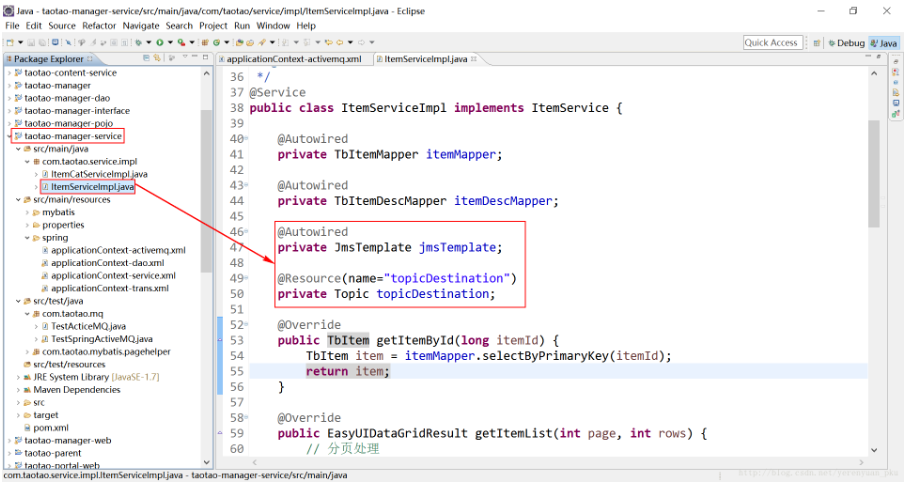 Java - taotao-manager-service/src/main/java/com/taotao/service/impl/ItemServiceImpl.java - Eclipse
File Edit Source Refactor Navigate Search Project Run Window Help
Quick Access
Debug
Java
Package Explorer
taotao-content-service
taotao-manager
taotao-manager-dao
taotao-manager-interface
taotao-manager-pojo
taotao-manager-service
src/main/java
com.taotao.service.impl
ItemCatServiceImpl.java
ItemServiceImpl.java
src/main/resources
mybatis
properties
spring
applicationContext-activemq.xml
applicationContext-dao.xml
applicationContext-service.xml
applicationContext-trans.xml
src/test/java
com.taotao.mq
TestActiceMQ.java
TestSpringActiveMQ.java
com.taotao.mybatis.pagehelper
src/test/resources
JRE System Library [JavaSE-1.7]
Maven Dependencies
src
target
pom.xml
taotao-manager-web
taotao-parent
taotao-portal-web
applicationContext-activemq.xml
ItemServiceImpl.java
36 */
37 @Service
38 public class ItemServiceImpl implements ItemService {
39
40 @Autowired
41 private TbItemMapper itemMapper;
42
43 @Autowired
44 private TbItemDescMapper itemDescMapper;
45
46 @Autowired
47 private JmsTemplate jmsTemplate;
48
49 @Resource(name="topicDestination")
50 private Topic topicDestination;
51
52 @Override
53 public TbItem getItemById(long itemId) {
54 TbItem item = itemMapper.selectByPrimaryKey(itemId);
55 return item;
56 }
57
58 @Override
59 public EasyUIDataGridResult getItemList(int page, int rows) {
60 // 分页处理
com.taotao.service.impl.ItemServiceImpl.java - taotao-manager-service/src/main/java